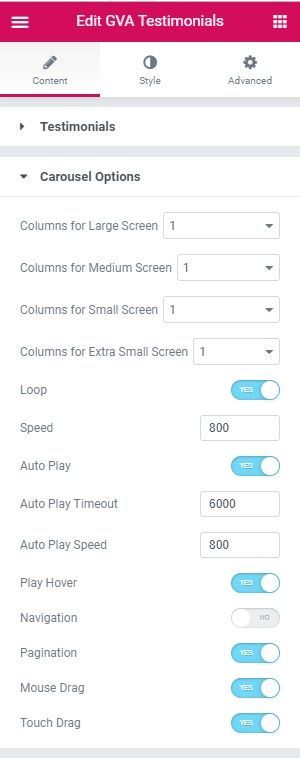 Edit GVA Testimonials
Content Style Advanced
Testimonials
Carousel Options
Columns for Large Screen 1
Columns for Medium Screen 1
Columns for Small Screen 1
Columns for Extra Small Screen 1
Loop YES
Speed 800
Auto Play YES
Auto Play Timeout 6000
Auto Play Speed 800
Play Hover YES
Navigation NO
Pagination YES
Mouse Drag YES
Touch Drag YES